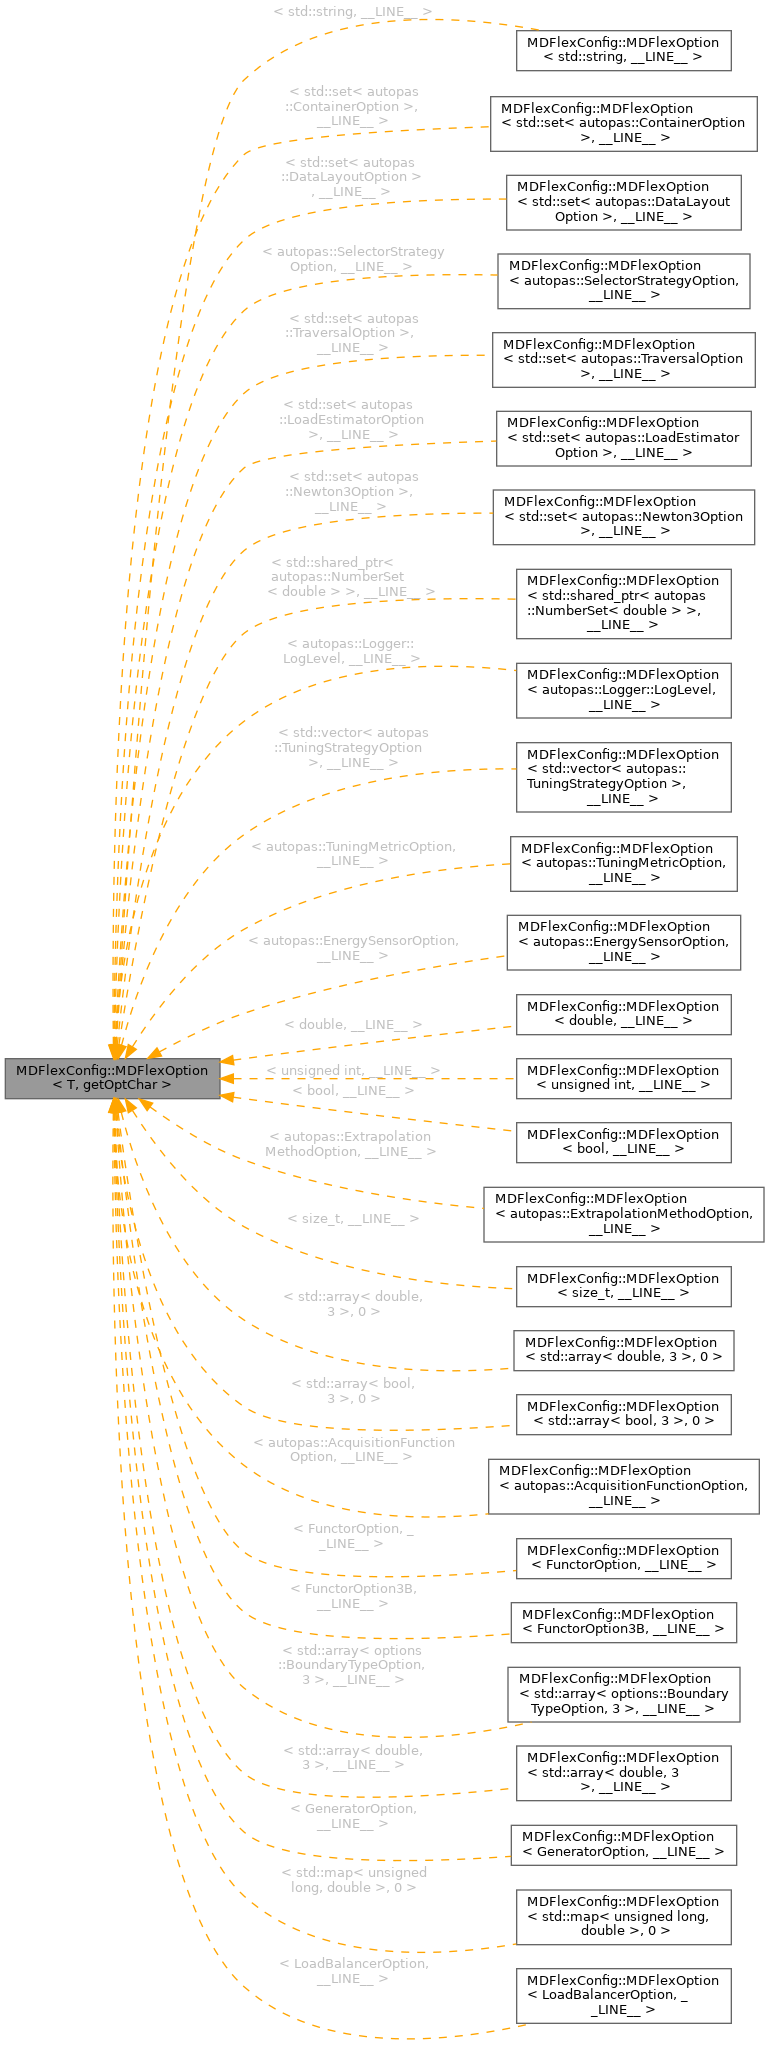 < std::string, __LINE__ >
MDFlexConfig::MDFlexOption
< std::string, __LINE__ >
< std::set< autopas
::ContainerOption >,
__LINE__ >
MDFlexConfig::MDFlexOption
< std::set< autopas::ContainerOption
>, __LINE__ >
< std::set< autopas
::DataLayoutOption >
, __LINE__ >
MDFlexConfig::MDFlexOption
< std::set< autopas::DataLayout
Option >, __LINE__ >
< autopas::SelectorStrategy
Option, __LINE__ >
MDFlexConfig::MDFlexOption
< autopas::SelectorStrategyOption,
__LINE__ >
< std::set< autopas
::TraversalOption >,
__LINE__ >
MDFlexConfig::MDFlexOption
< std::set< autopas::TraversalOption
>, __LINE__ >
< std::set< autopas
::LoadEstimatorOption
>, __LINE__ >
MDFlexConfig::MDFlexOption
< std::set< autopas::LoadEstimator
Option >, __LINE__ >
< std::set< autopas
::Newton3Option >,
__LINE__ >
MDFlexConfig::MDFlexOption
< std::set< autopas::Newton3Option
>, __LINE__ >
< std::shared_ptr<
autopas::NumberSet
< double > >, __LINE__ >
MDFlexConfig::MDFlexOption
< std::shared_ptr< autopas
::NumberSet< double > >,
__LINE__ >
< autopas::Logger::
LogLevel, __LINE__ >
MDFlexConfig::MDFlexOption
< autopas::Logger::LogLevel,
__LINE__ >
< std::vector< autopas
::TuningStrategyOption
>, __LINE__ >
MDFlexConfig::MDFlexOption
< std::vector< autopas::
TuningStrategyOption >,
__LINE__ >
< autopas::TuningMetricOption,
__LINE__ >
MDFlexConfig::MDFlexOption
< autopas::TuningMetricOption,
__LINE__ >
< autopas::EnergySensorOption,
__LINE__ >
MDFlexConfig::MDFlexOption
< autopas::EnergySensorOption,
__LINE__ >
< double, __LINE__ >
MDFlexConfig::MDFlexOption
< double, __LINE__ >
MDFlexConfig::MDFlexOption
< T, getOptChar >
< unsigned int, __LINE__ >
MDFlexConfig::MDFlexOption
< unsigned int, __LINE__ >
< bool, __LINE__ >
MDFlexConfig::MDFlexOption
< bool, __LINE__ >
< autopas::Extrapolation
MethodOption, __LINE__ >
MDFlexConfig::MDFlexOption
< autopas::ExtrapolationMethodOption,
__LINE__ >
< size_t, __LINE__ >
MDFlexConfig::MDFlexOption
< size_t, __LINE__ >
< std::array< double,
3 >, 0 >
MDFlexConfig::MDFlexOption
< std::array< double, 3 >, 0 >
< std::array< bool,
3 >, 0 >
MDFlexConfig::MDFlexOption
< std::array< bool, 3 >, 0 >
< autopas::AcquisitionFunction
Option, __LINE__ >
MDFlexConfig::MDFlexOption
< autopas::AcquisitionFunctionOption,
__LINE__ >
< FunctorOption, _
_LINE__ >
MDFlexConfig::MDFlexOption
< FunctorOption, __LINE__ >
< FunctorOption3B,
__LINE__ >
MDFlexConfig::MDFlexOption
< FunctorOption3B, __LINE__ >
< std::array< options
::BoundaryTypeOption,
3 >, __LINE__ >
MDFlexConfig::MDFlexOption
< std::array< options::Boundary
TypeOption, 3 >, __LINE__ >
< std::array< double,
3 >, __LINE__ >
MDFlexConfig::MDFlexOption
< std::array< double, 3
>, __LINE__ >
< GeneratorOption,
__LINE__ >
MDFlexConfig::MDFlexOption
< GeneratorOption, __LINE__ >
< std::map< unsigned
long, double >, 0 >
MDFlexConfig::MDFlexOption
< std::map< unsigned long,
double >, 0 >
< LoadBalancerOption,
__LINE__ >
MDFlexConfig::MDFlexOption
< LoadBalancerOption, _
_LINE__ >